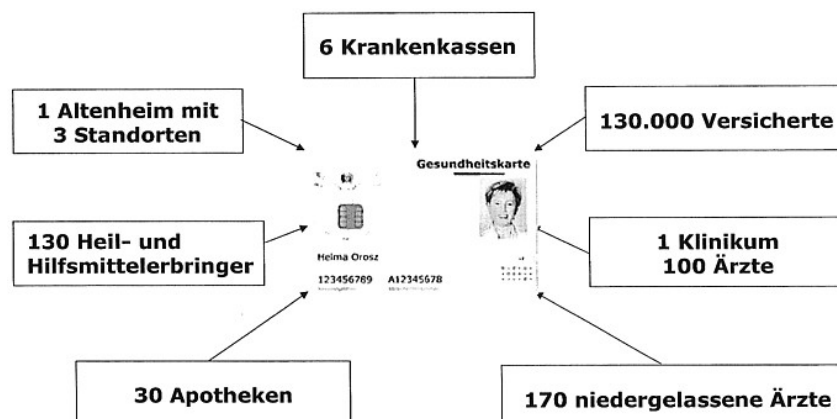 6 Krankenkassen
1 Altenheim mit
3 Standorten
130.000 Versicherte
Gesundheitskarte
130 Heil- und
Hilfsmittelerbringer
1 Klinikum
100 Ärzte
Helma Orosz
123456789 A12345678
30 Apotheken
170 niedergelassene Ärzte